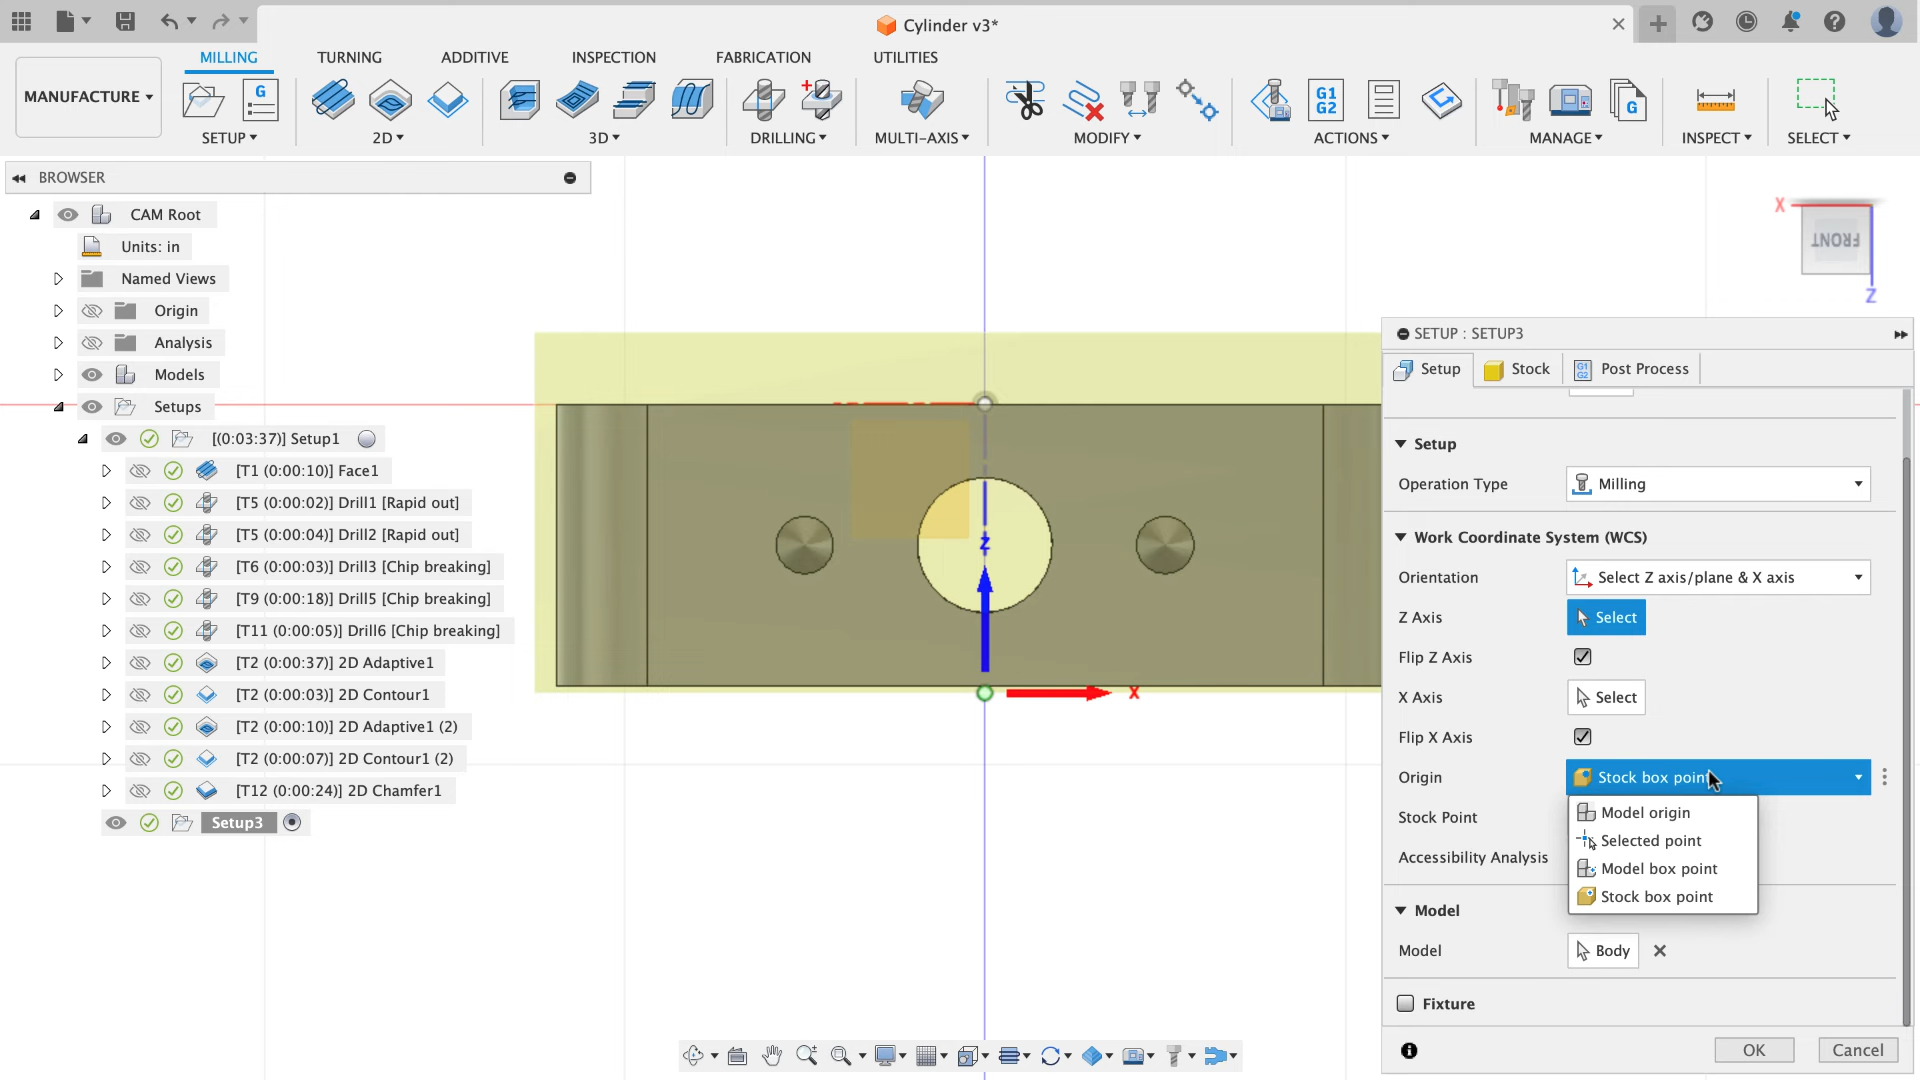 Cylinder v3*
MANUFACTURE
MILLING
TURNING
ADDITIVE
INSPECTION
FABRICATION
UTILITIES
G
G1
G2
G
SETUP
2D
3D
DRILLING
MULTI-AXIS
MODIFY
ACTIONS
MANAGE
INSPECT
SELECT
BROWSER
CAM Root
Units: in
Named Views
Origin
Analysis
Models
Setups
[(0:03:37)] Setup1
[T1 (0:00:10)] Face1
[T5 (0:00:02)] Drill1 [Rapid out]
[T5 (0:00:04)] Drill2 [Rapid out]
[T6 (0:00:03)] Drill3 [Chip breaking]
[T9 (0:00:18)] Drill5 [Chip breaking]
[T11 (0:00:05)] Drill6 [Chip breaking]
[T2 (0:00:37)] 2D Adaptive1
[T2 (0:00:03)] 2D Contour1
[T2 (0:00:10)] 2D Adaptive1 (2)
[T2 (0:00:07)] 2D Contour1 (2)
[T12 (0:00:24)] 2D Chamfer1
Setup3
Z
X
X
FRONT
Z
SETUP : SETUP3
Setup
Stock
G1
G2
Post Process
Setup
Operation Type
Milling
Work Coordinate System (WCS)
Orientation
Select Z axis/plane & X axis
Z Axis
Select
Flip Z Axis
X Axis
Select
Flip X Axis
Origin
Stock box point
Model origin
Selected point
Model box point
Stock box point
Stock Point
Accessibility Analysis
Model
Model
Body
Fixture
OK
Cancel